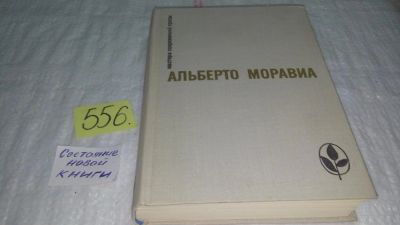 мастера современной прозы
АЛЬБЕРТО МОРАВИА
556.
Состояние
новой
книги